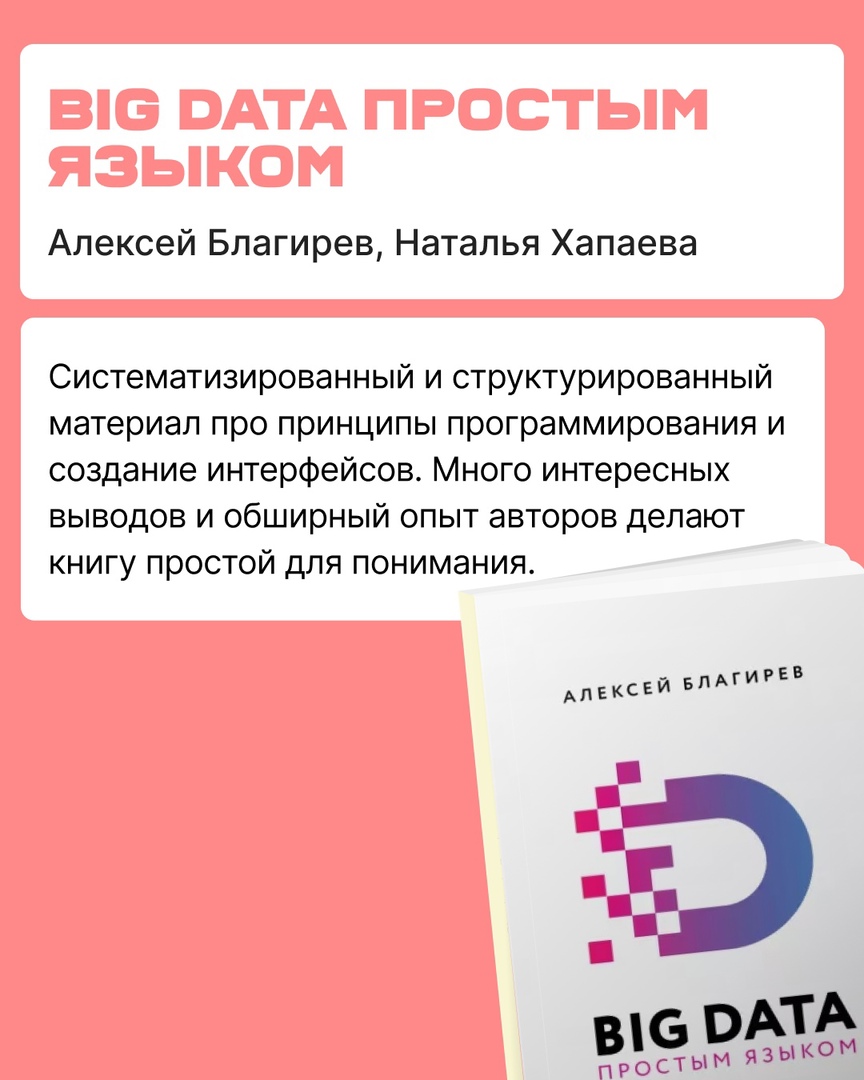 BIG DATA ПРОСТЫМ
ЯЗЫКОМ
Алексей Благирев, Наталья Хапаева
Систематизированный и структурированный
материал про принципы программирования и
создание интерфейсов. Много интересных
выводов и обширный опыт авторов делают
книгу простой для понимания.
АЛЕКСЕЙ БЛАГИРЕВ
BIG DATA
ПРОСТЫМ ЯЗЫКОМ